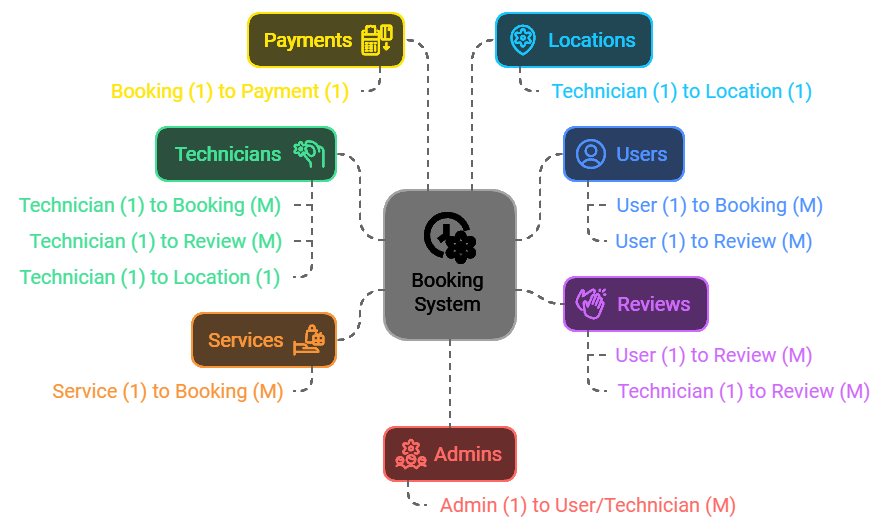 Payments
Booking (1) to Payment (1)
Locations
Technician (1) to Location (1)
Technicians
Technician (1) to Booking (M)
Technician (1) to Review (M)
Technician (1) to Location (1)
Users
User (1) to Booking (M)
User (1) to Review (M)
Booking
System
Services
Service (1) to Booking (M)
Reviews
User (1) to Review (M)
Technician (1) to Review (M)
Admins
Admin (1) to User/Technician (M)